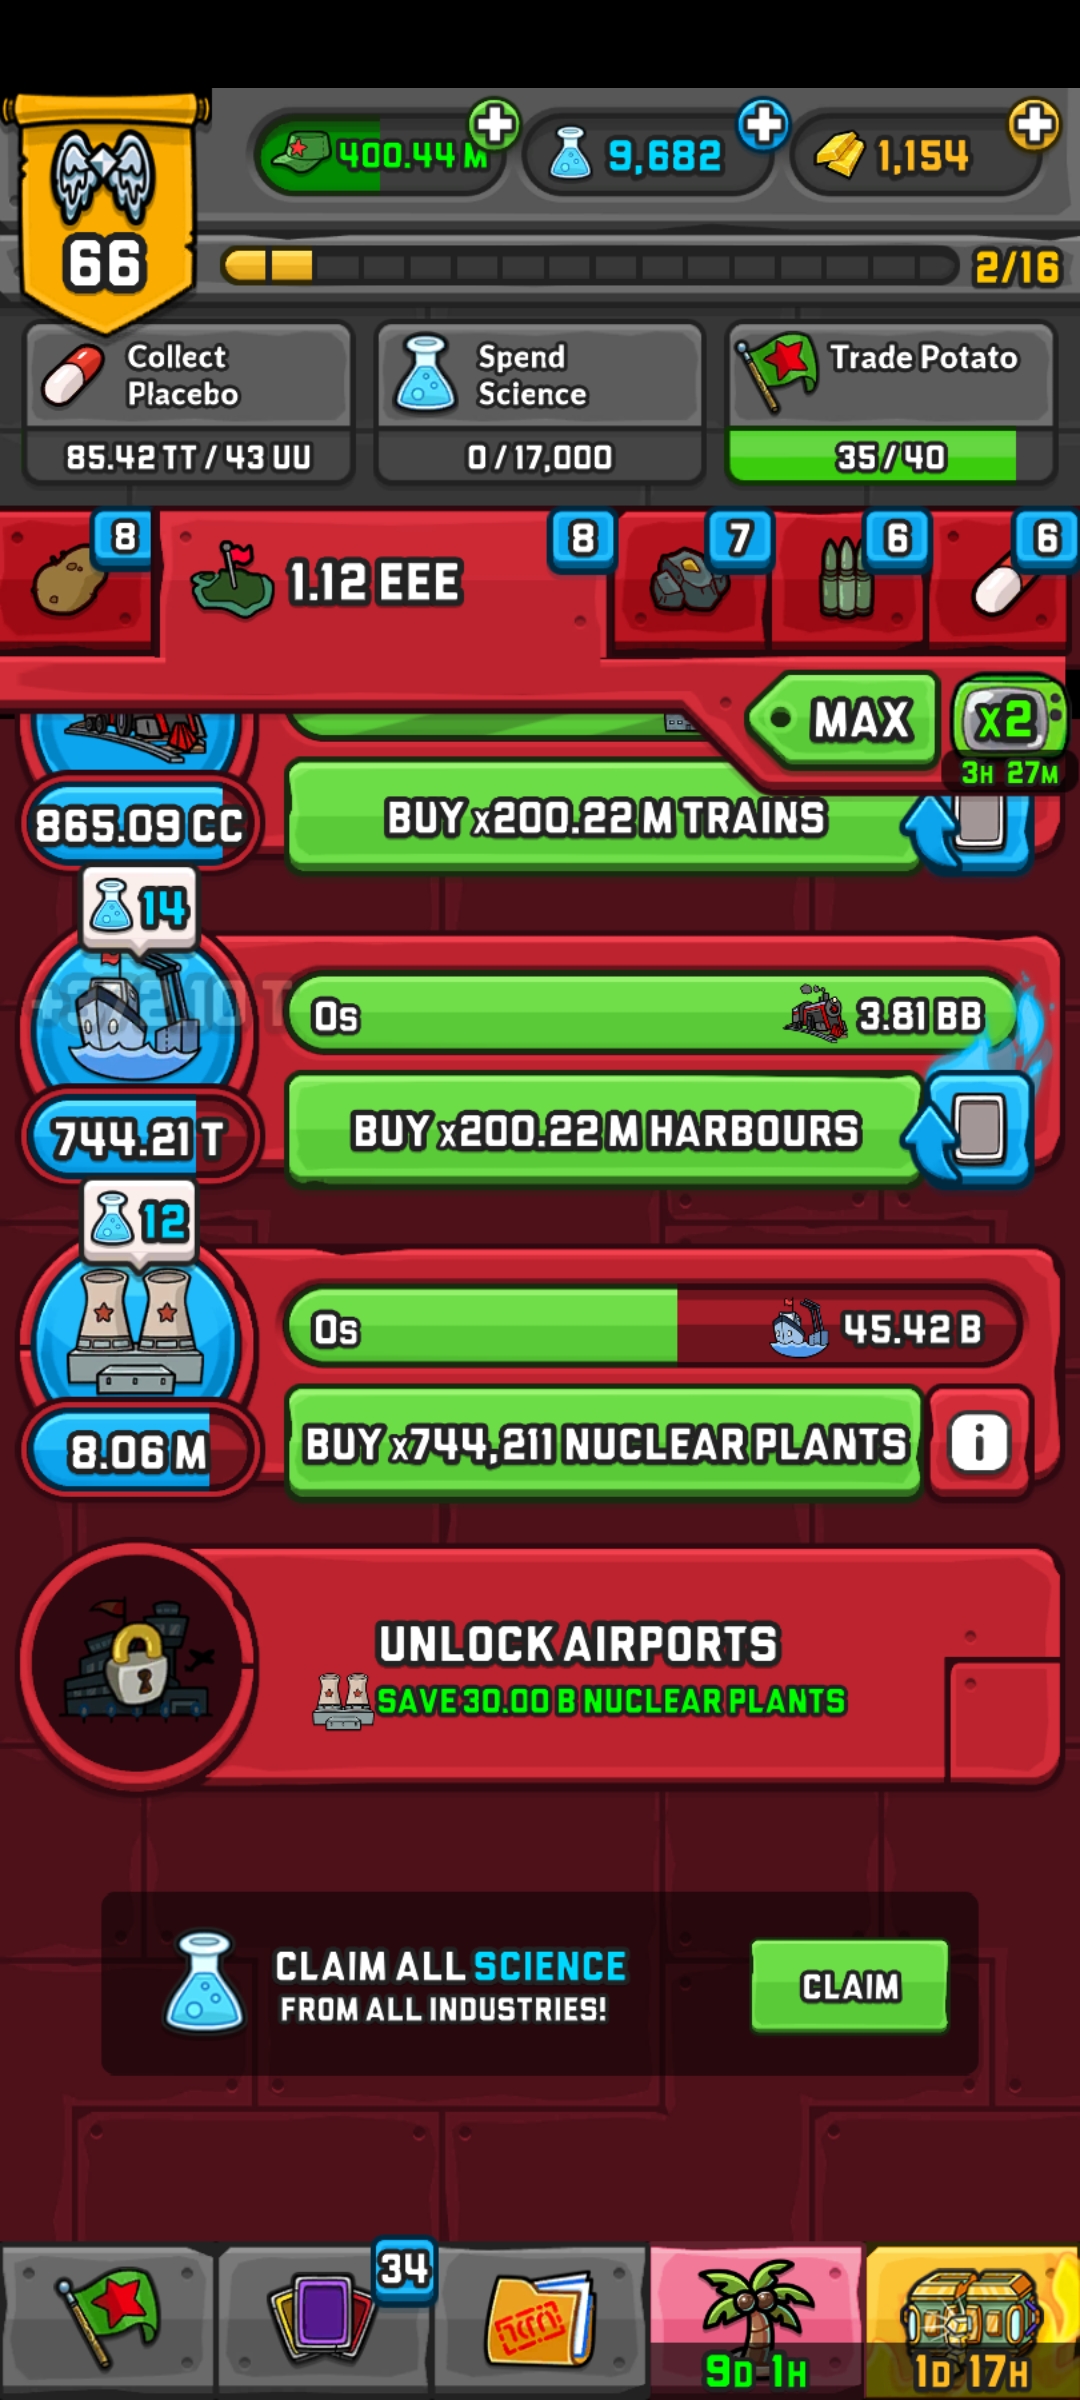 400.44 M
9,682
1,154
66
2/16
Collect
Placebo
85.42 TT / 43 UU
Spend
Science
0 / 17,000
Trade Potato
35 / 40
8
1.12 EEE
8
7
6
6
MAX
x2
3H 27M
865.09 CC
BUY x200.22 M TRAINS
14
0s
3.81 BB
744.21 T
BUY x200.22 M HARBOURS
12
0s
45.42 B
8.06 M
BUY x744,211 NUCLEAR PLANTS
i
UNLOCK AIRPORTS
SAVE 30.00 B NUCLEAR PLANTS
CLAIM ALL SCIENCE
FROM ALL INDUSTRIES!
CLAIM
34
9D 1H
1D 17H